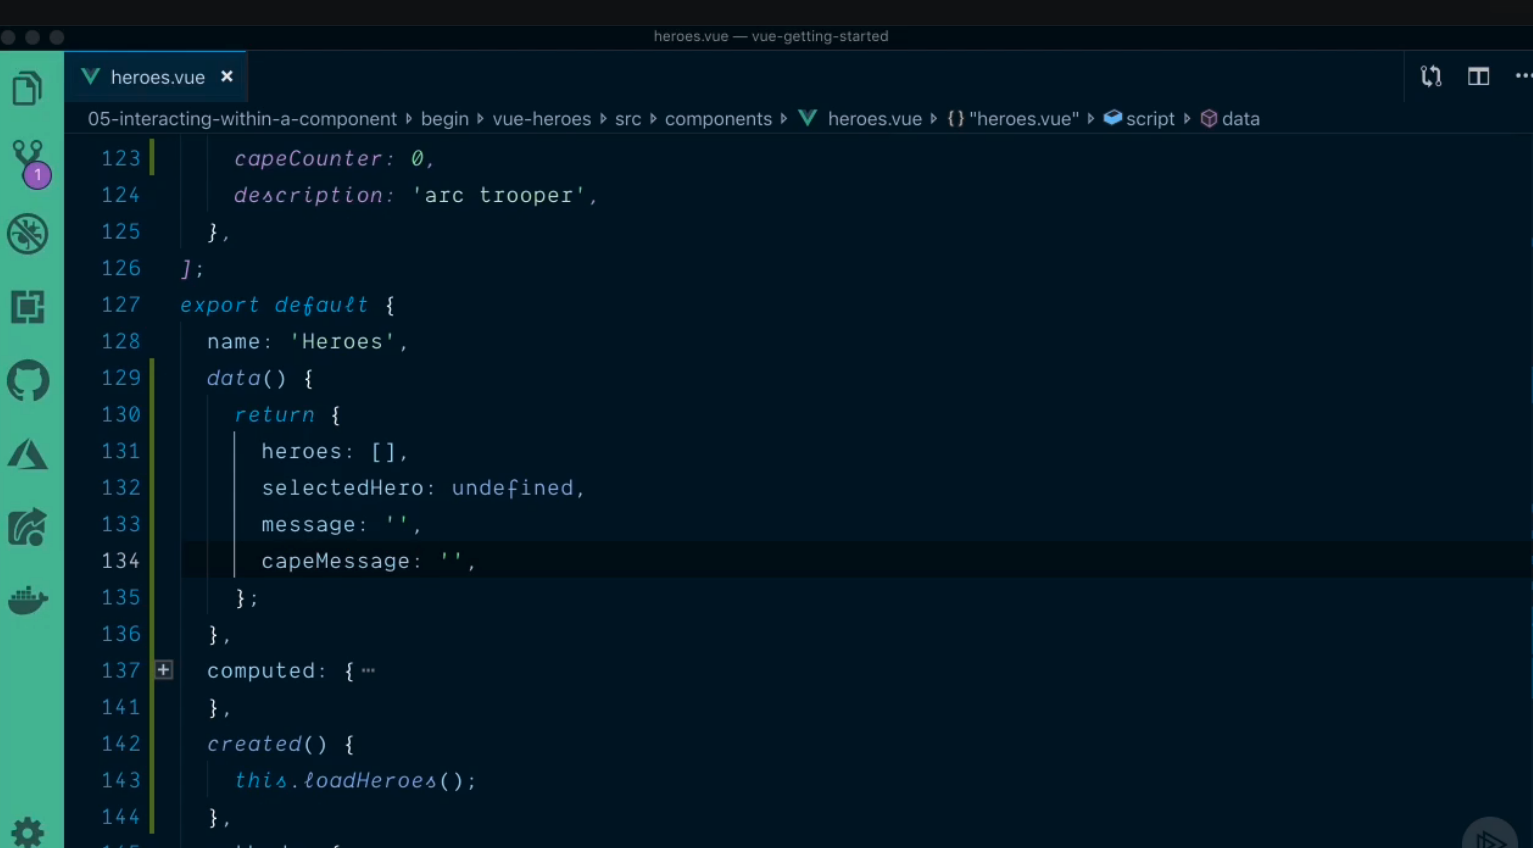 heroes.vue — vue-getting-started
heroes.vue ×
05-interacting-within-a-component ▸ begin ▸ vue-heroes ▸ src ▸ components ▸ heroes.vue ▸ {} "heroes.vue" ▸ script ▸ data
1
123 capeCounter: 0,
124 description: 'arc trooper',
125 },
126 ];
127 export default {
128 name: 'Heroes',
129 data() {
130 return {
131 heroes: [],
132 selectedHero: undefined,
133 message: '',
134 capeMessage: '',
135 };
136 },
137 computed: { ⋯
141 },
142 created() {
143 this.loadHeroes();
144 },